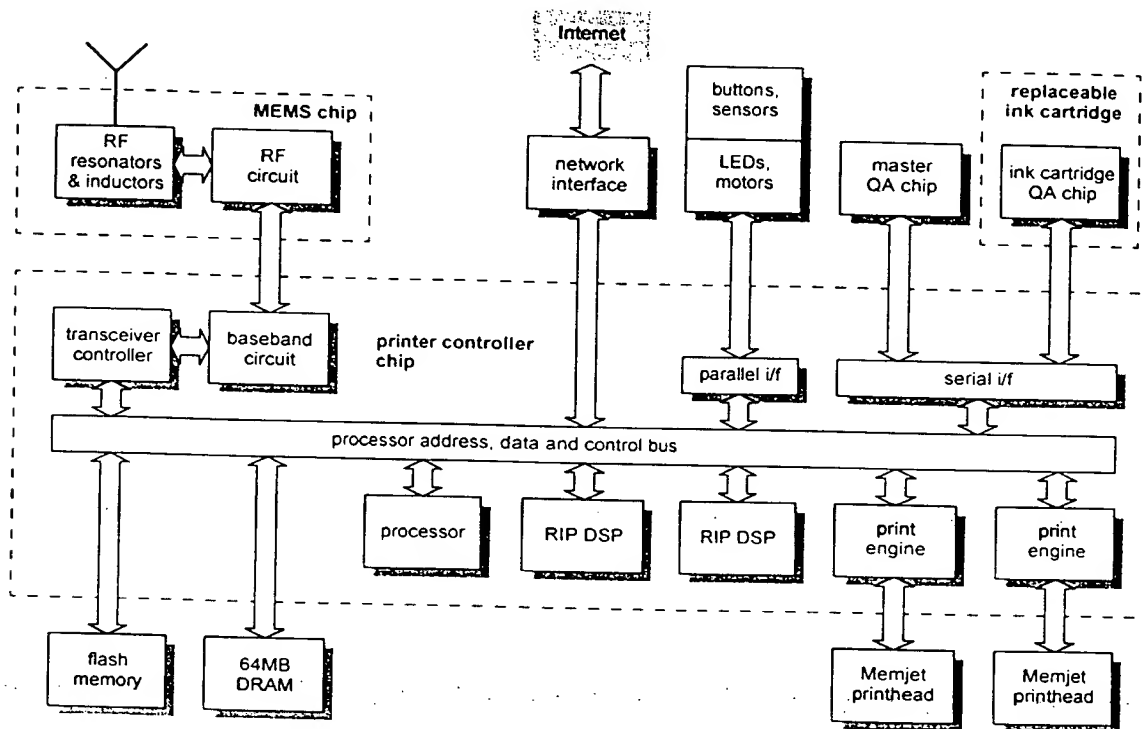 Internet
MEMS chip
RF
resonators
& inductors
RF
circuit
network
interface
buttons,
sensors
LEDs,
motors
master
QA chip
replaceable
ink cartridge
ink cartridge
QA chip
transceiver
controller
baseband
circuit
printer controller
chip
parallel i/f
serial i/f
processor address, data and control bus
processor
RIP DSP
RIP DSP
print
engine
print
engine
flash
memory
64MB
DRAM
Memjet
printhead
Memjet
printhead